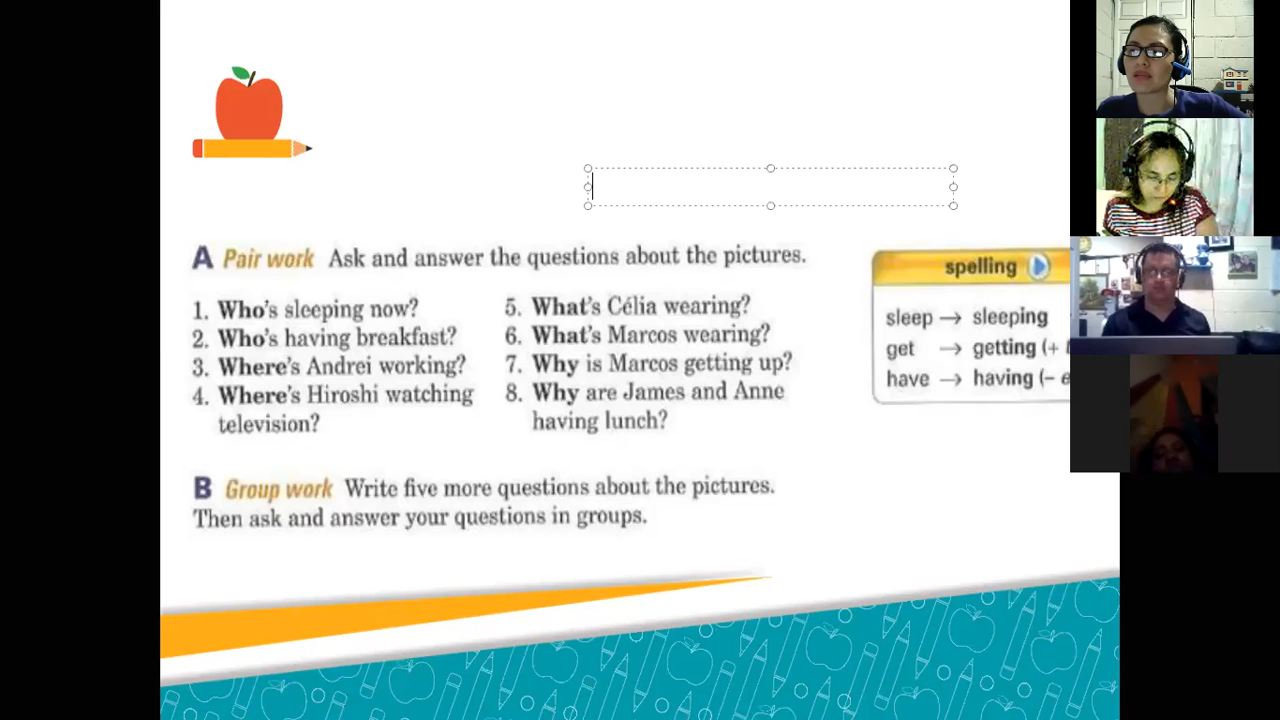 A Pair work Ask and answer the questions about the pictures.
1. Who's sleeping now?
2. Who's having breakfast?
3. Where's Andrei working?
4. Where's Hiroshi watching
television?
5. What's Célia wearing?
6. What's Marcos wearing?
7. Why is Marcos getting up?
8. Why are James and Anne
having lunch?
spelling
sleep → sleeping
get → getting (+
have → having (–
B Group work Write five more questions about the pictures.
Then ask and answer your questions in groups.